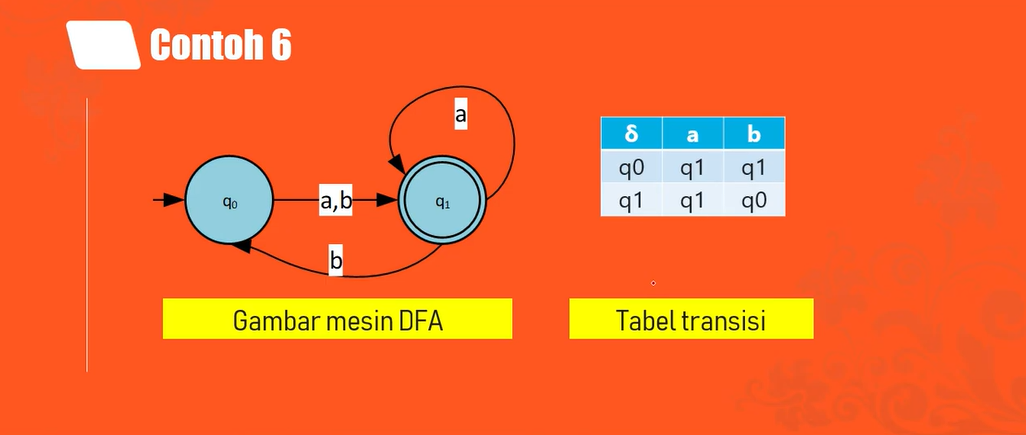 Contoh 6
a
q0
a,b
q1
b
δ a b
q0 q1 q1
q1 q1 q0
Gambar mesin DFA
Tabel transisi